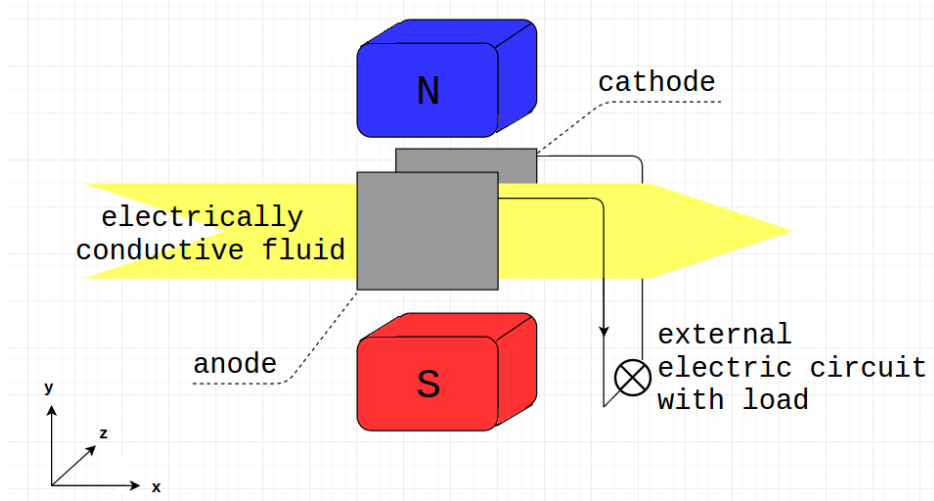 N
cathode
electrically
conductive fluid
anode
S
external
electric circuit
with load
y
z
x